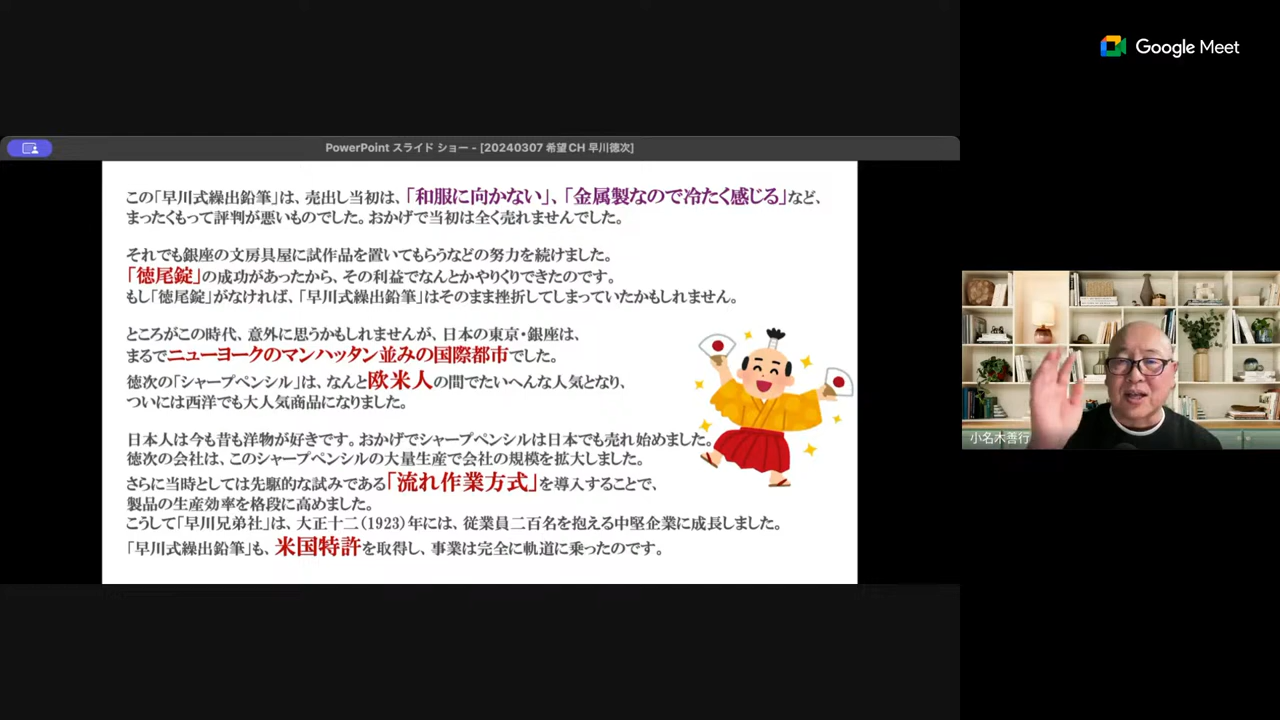 Google Meet
PowerPoint スライド ショー - [20240307 希望CH 早川徳次]
この「早川式繰出鉛筆」は、売出し当初は、「和服に向かない」、「金属製なので冷たく感じる」など、
まったくもって評判が悪いものでした。おかげで当初は全く売れませんでした。
それでも銀座の文房具屋に試作品を置いてもらうなどの努力を続けました。
「徳尾錠」の成功があったから、その利益でなんとかやりくりできたのです。
もし「徳尾錠」がなければ、「早川式繰出鉛筆」はそのまま挫折してしまっていたかもしれません。
ところがこの時代、意外に思うかもしれませんが、日本の東京・銀座は、
まるでニューヨークのマンハッタン並みの国際都市でした。
徳次の「シャープペンシル」は、なんと欧米人の間でたいへんな人気となり、
ついには西洋でも大人気商品になりました。
日本人は今も昔も洋物が好きです。おかげでシャープペンシルは日本でも売れ始めました。
徳次の会社は、このシャープペンシルの大量生産で会社の規模を拡大しました。
さらに当時としては先駆的な試みである「流れ作業方式」を導入することで、
製品の生産効率を格段に高めました。
こうして「早川兄弟社」は、大正十二(1923)年には、従業員二百名を抱える中堅企業に成長しました。
「早川式繰出鉛筆」も、米国特許を取得し、事業は完全に軌道に乗ったのです。
小名木善行